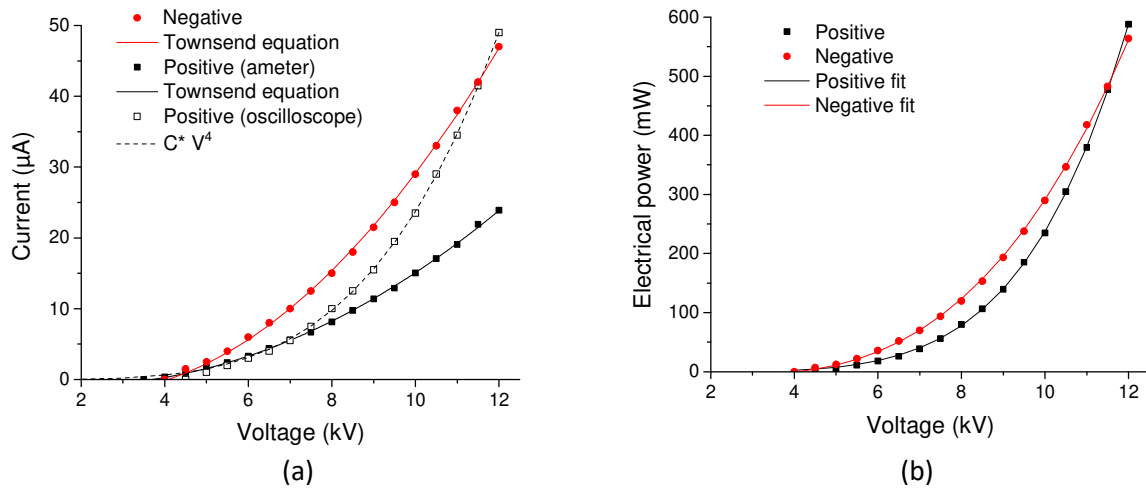 Negative
Townsend equation
Positive (ameter)
Townsend equation
Positive (oscilloscope)
C* V⁴
50
40
30
20
10
0
Current (µA)
2 4 6 8 10 12
Voltage (kV)
(a)
Positive
Negative
Positive fit
Negative fit
600
500
400
300
200
100
0
Electrical power (mW)
2 4 6 8 10 12
Voltage (kV)
(b)